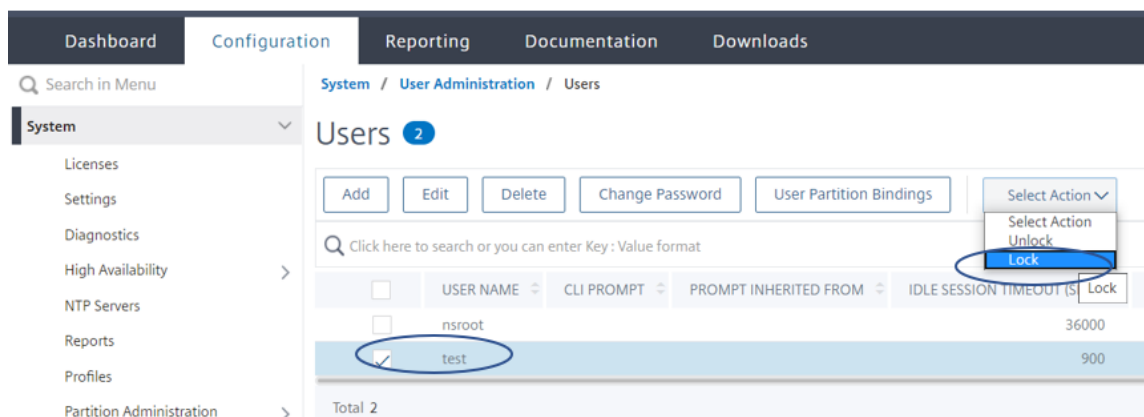 Dashboard Configuration Reporting Documentation Downloads
Search in Menu
System
Licenses
Settings
Diagnostics
High Availability
NTP Servers
Reports
Profiles
Partition Administration
System / User Administration / Users
Users 2
Add Edit Delete Change Password User Partition Bindings Select Action
Select Action
Unlock
Lock
Click here to search or you can enter Key : Value format
USER NAME CLI PROMPT PROMPT INHERITED FROM IDLE SESSION TIMEOUT (S Lock
nsroot 36000
test 900
Total 2